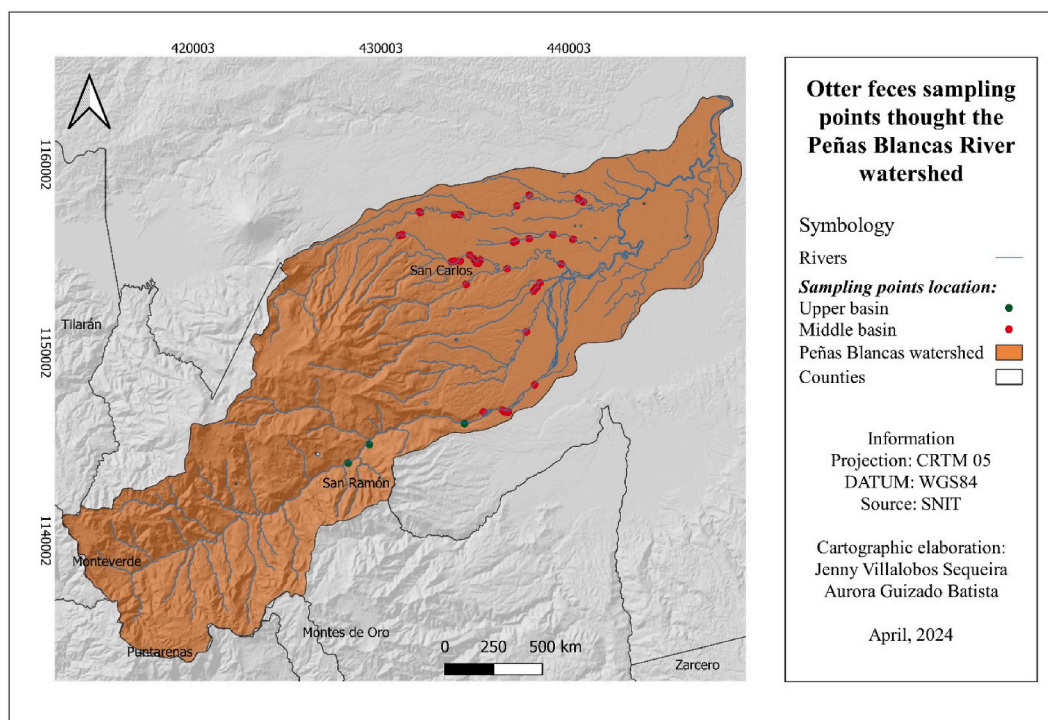 420003
430003
440003
1160002
1150002
1140002
San Carlos
Tilarán
San Ramón
Monteverde
Puntarenas
Montes de Oro
Zarcero
0 250 500 km
Otter feces sampling
points thought the
Peñas Blancas River
watershed
Symbology
Rivers
Sampling points location:
Upper basin
Middle basin
Peñas Blancas watershed
Counties
Information
Projection: CRTM 05
DATUM: WGS84
Source: SNIT
Cartographic elaboration:
Jenny Villalobos Sequeira
Aurora Guizado Batista
April, 2024